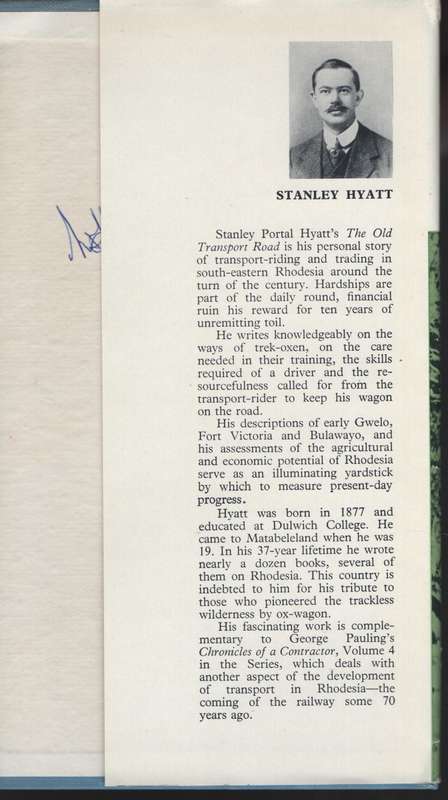 STANLEY HYATT
Stanley Portal Hyatt's The Old
Transport Road is his personal story
of transport-riding and trading in
south-eastern Rhodesia around the
turn of the century. Hardships are
part of the daily round, financial
ruin his reward for ten years of
unremitting toil.
He writes knowledgeably on the
ways of trek-oxen, on the care
needed in their training, the skills
required of a driver and the re-
sourcefulness called for from the
transport-rider to keep his wagon
on the road.
His descriptions of early Gwelo,
Fort Victoria and Bulawayo, and
his assessments of the agricultural
and economic potential of Rhodesia
serve as an illuminating yardstick
by which to measure present-day
progress.
Hyatt was born in 1877 and
educated at Dulwich College. He
came to Matabeleland when he was
19. In his 37-year lifetime he wrote
nearly a dozen books, several of
them on Rhodesia. This country is
indebted to him for his tribute to
those who pioneered the trackless
wilderness by ox-wagon.
His fascinating work is comple-
mentary to George Pauling's
Chronicles of a Contractor, Volume 4
in the Series, which deals with
another aspect of the development
of transport in Rhodesia—the
coming of the railway some 70
years ago.